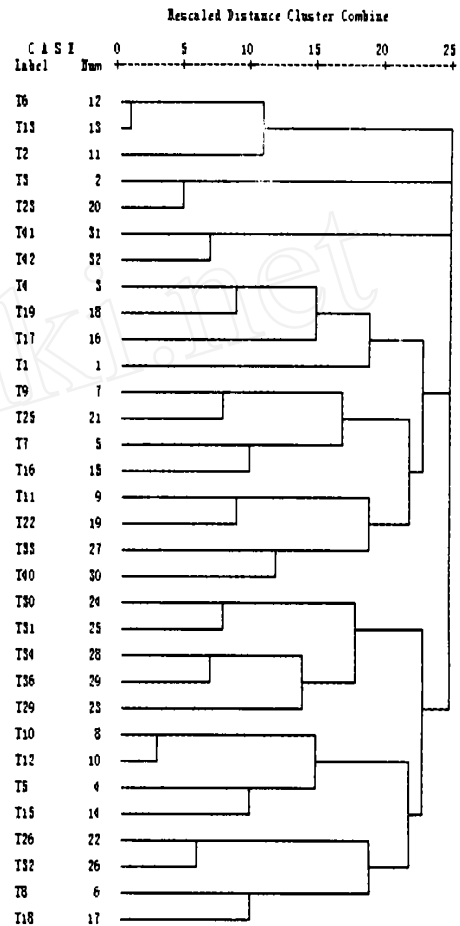 Rescaled Distance Cluster Combine
C A S E 0 5 10 15 20 25
Label Num
T6 12
T13 13
T2 11
T3 2
T23 20
T41 31
T42 32
T4 3
T19 18
T17 16
T1 1
T9 7
T25 21
T7 5
T16 15
T11 9
T22 19
T33 27
T40 30
T30 24
T31 25
T34 28
T36 29
T29 23
T10 8
T12 10
T5 4
T15 14
T26 22
T32 26
T8 6
T18 17
ki.net